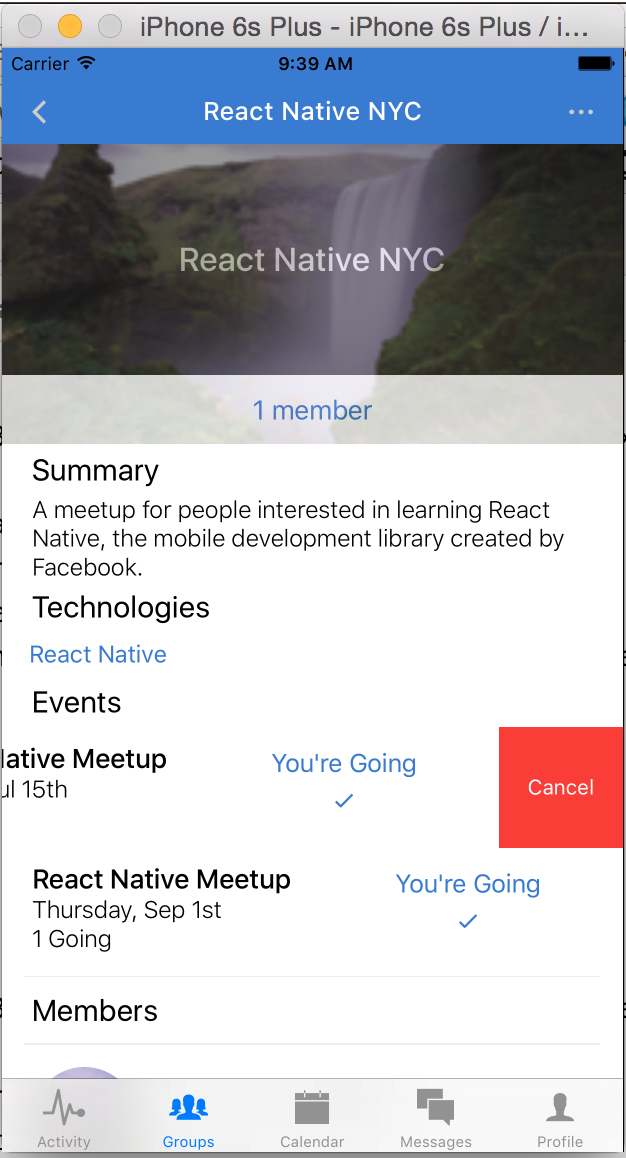 iPhone 6s Plus - iPhone 6s Plus / i...
Carrier 9:39 AM
React Native NYC ...
React Native NYC
1 member
Summary
A meetup for people interested in learning React
Native, the mobile development library created by
Facebook.
Technologies
React Native
Events
Meetup You're Going
15th
Cancel
React Native Meetup You're Going
Thursday, Sep 1st
1 Going
Members
Activity Groups Calendar Messages Profile